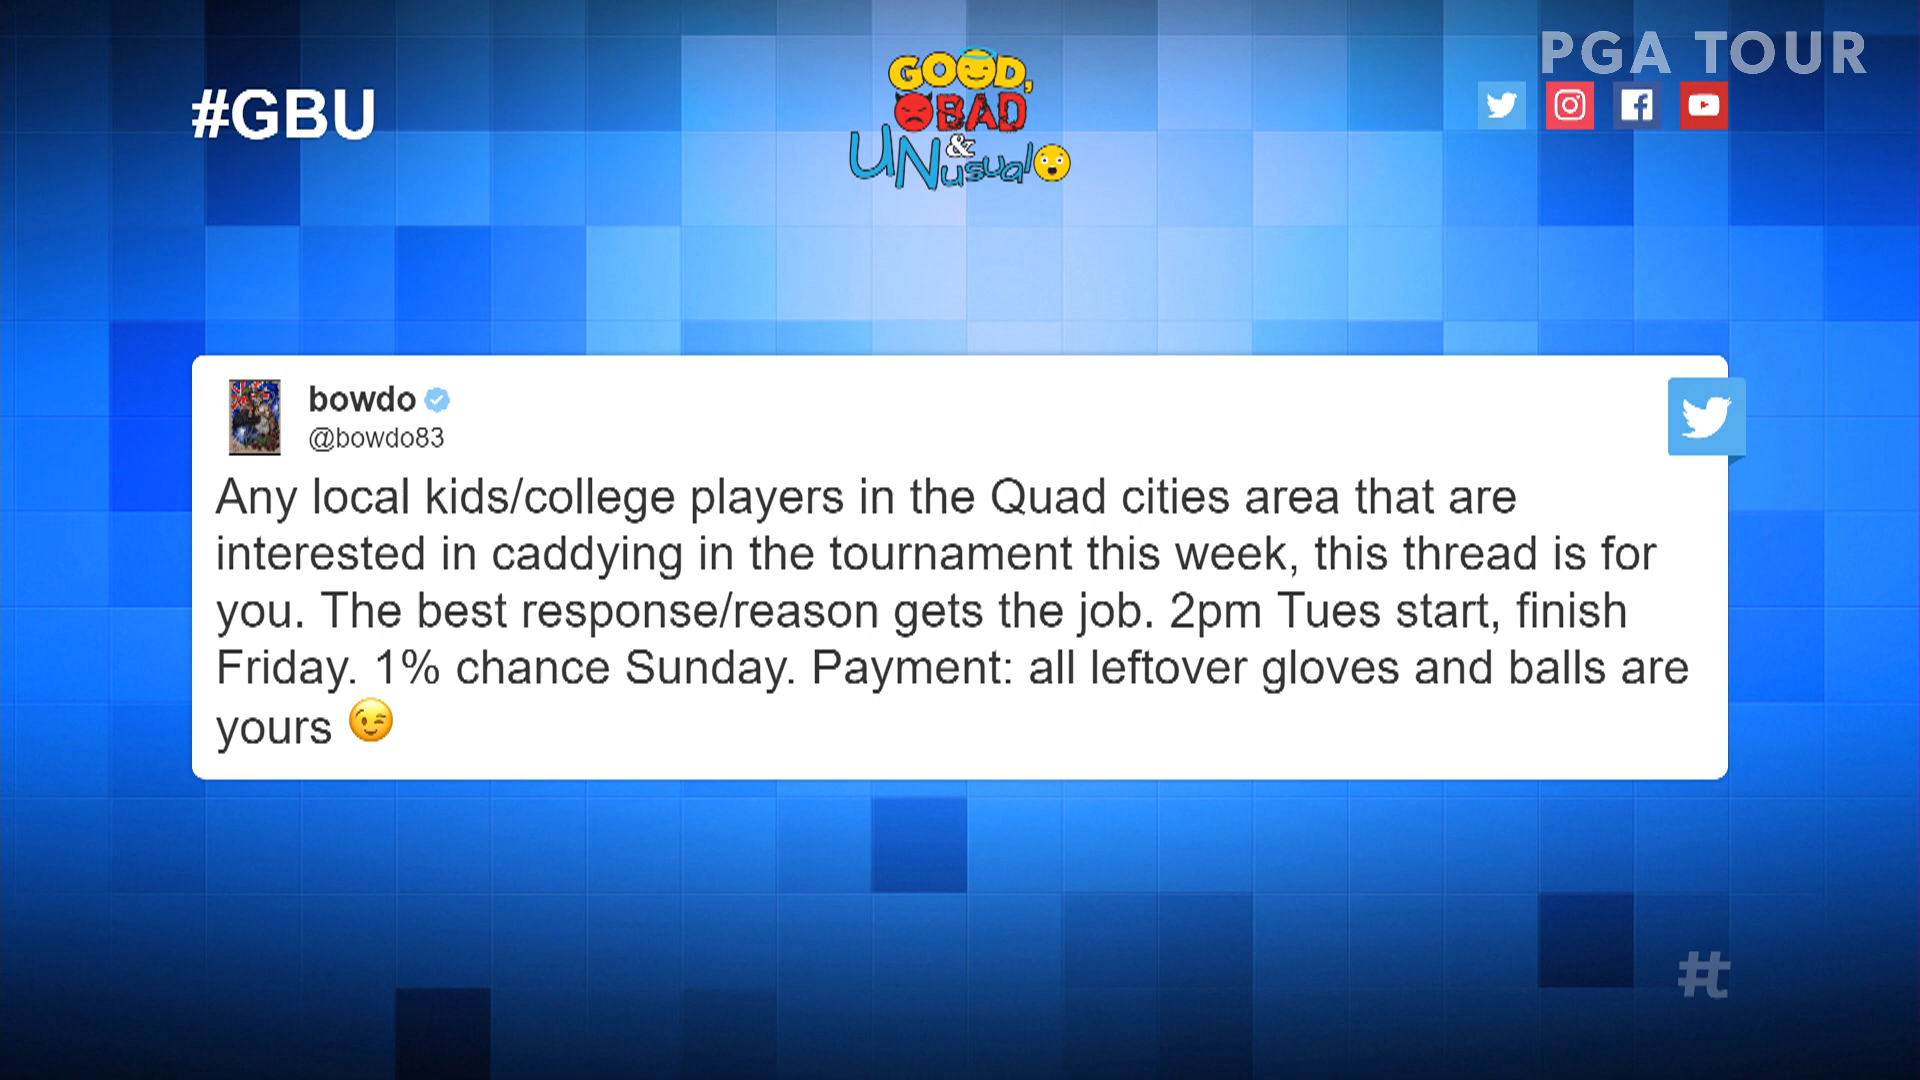 PGA TOUR
#GBU
GOOD,
BAD
&
UNusual
bowdo
@bowdo83
Any local kids/college players in the Quad cities area that are
interested in caddying in the tournament this week, this thread is for
you. The best response/reason gets the job. 2pm Tues start, finish
Friday. 1% chance Sunday. Payment: all leftover gloves and balls are
yours 😉
#t